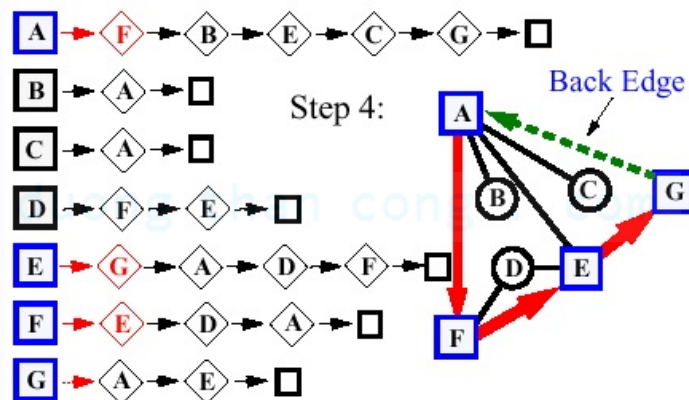 A F B E C G
B A
Step 4:
Back Edge
C A
D F E
E G A D F
F E D A
G A E
A
B
C
G
D
E
F